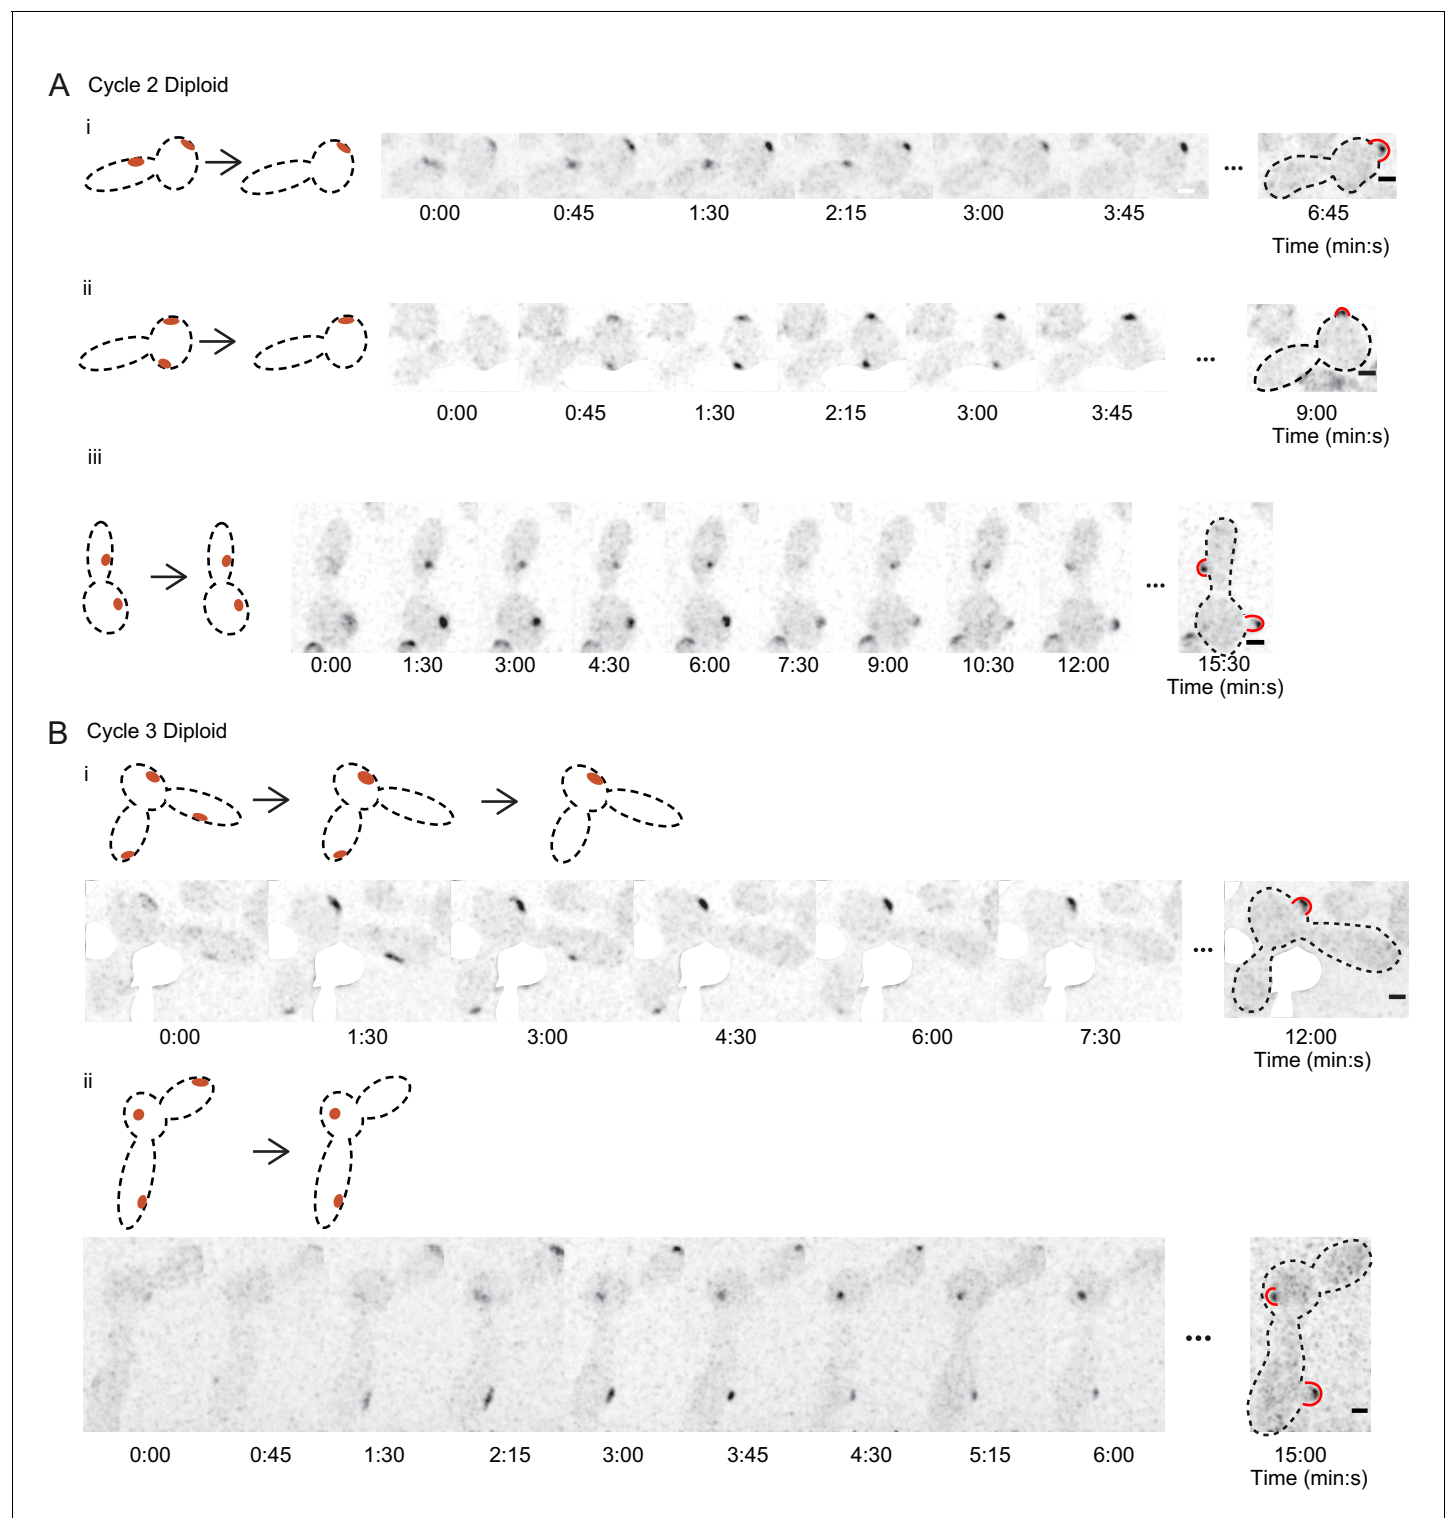 A Cycle 2 Diploid
i
0:00 0:45 1:30 2:15 3:00 3:45 ... 6:45
Time (min:s)
ii
0:00 0:45 1:30 2:15 3:00 3:45 ... 9:00
Time (min:s)
iii
0:00 1:30 3:00 4:30 6:00 7:30 9:00 10:30 12:00 ... 15:30
Time (min:s)
B Cycle 3 Diploid
i
0:00 1:30 3:00 4:30 6:00 7:30 ... 12:00
Time (min:s)
ii
0:00 0:45 1:30 2:15 3:00 3:45 4:30 5:15 6:00 ... 15:00
Time (min:s)